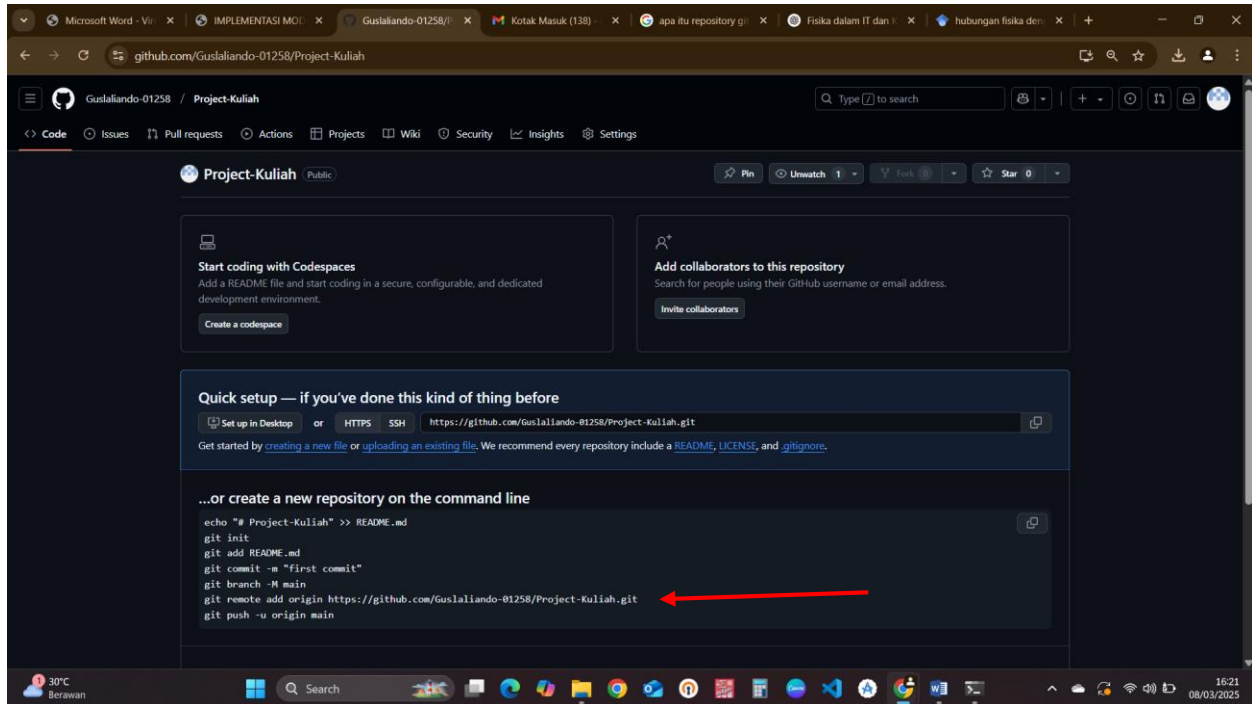 Microsoft Word - Vir
IMPLEMENTASI MOD
Guslaliando-01258/P
Kotak Masuk (138) -
apa itu repository gi
Fisika dalam IT dan
hubungan fisika den
github.com/Guslaliando-01258/Project-Kuliah
Guslaliando-01258 / Project-Kuliah
Type / to search
Code Issues Pull requests Actions Projects Wiki Security Insights Settings
Project-Kuliah Public
Pin Unwatch 1 Fork 0 Star 0
Start coding with Codespaces
Add a README file and start coding in a secure, configurable, and dedicated
development environment.
Create a codespace
Add collaborators to this repository
Search for people using their GitHub username or email address.
Invite collaborators
Quick setup — if you've done this kind of thing before
Set up in Desktop or HTTPS SSH https://github.com/Guslaliando-01258/Project-Kuliah.git
Get started by creating a new file or uploading an existing file. We recommend every repository include a README, LICENSE, and .gitignore.
...or create a new repository on the command line
echo "# Project-Kuliah" >> README.md
git init
git add README.md
git commit -m "first commit"
git branch -M main
git remote add origin https://github.com/Guslaliando-01258/Project-Kuliah.git
git push -u origin main
1
30°C
Berawan
Search
16:21
08/03/2025